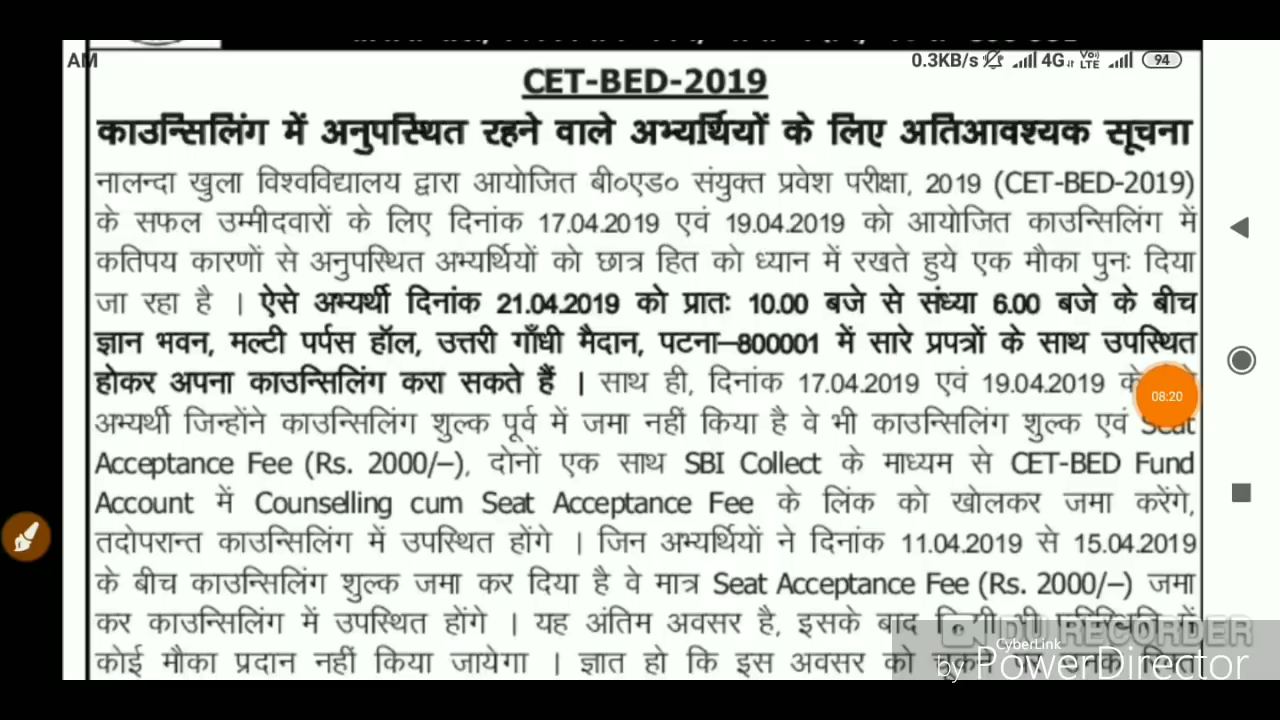 AM
0.3KB/s 4G VoD LTE 94
CET-BED-2019
काउन्सिलिंग में अनुपस्थित रहने वाले अभ्यर्थियों के लिए अतिआवश्यक सूचना
नालन्दा खुला विश्वविद्यालय द्वारा आयोजित बी०एड० संयुक्त प्रवेश परीक्षा, 2019 (CET-BED-2019)
के सफल उम्मीदवारों के लिए दिनांक 17.04.2019 एवं 19.04.2019 को आयोजित काउन्सिलिंग में
कतिपय कारणों से अनुपस्थित अभ्यर्थियों को छात्र हित को ध्यान में रखते हुये एक मौका पुनः दिया
जा रहा है । ऐसे अभ्यर्थी दिनांक 21.04.2019 को प्रातः 10.00 बजे से संध्या 6.00 बजे के बीच
ज्ञान भवन, मल्टी पर्पस हॉल, उत्तरी गाँधी मैदान, पटना–800001 में सारे प्रपत्रों के साथ उपस्थित
होकर अपना काउन्सिलिंग करा सकते हैं । साथ ही, दिनांक 17.04.2019 एवं 19.04.2019 के
08:20
अभ्यर्थी जिन्होंने काउन्सिलिंग शुल्क पूर्व में जमा नहीं किया है वे भी काउन्सिलिंग शुल्क एवं Seat
Acceptance Fee (Rs. 2000/–), दोनों एक साथ SBI Collect के माध्यम से CET-BED Fund
Account में Counselling cum Seat Acceptance Fee के लिंक को खोलकर जमा करेंगे,
तदोपरान्त काउन्सिलिंग में उपस्थित होंगे । जिन अभ्यर्थियों ने दिनांक 11.04.2019 से 15.04.2019
के बीच काउन्सिलिंग शुल्क जमा कर दिया है वे मात्र Seat Acceptance Fee (Rs. 2000/–) जमा
कर काउन्सिलिंग में उपस्थित होंगे । यह अंतिम अवसर है, इसके बाद भी
कोई मौका प्रदान नहीं किया जायेगा । ज्ञात हो कि इस अवसर को
RECORDER
CyberLink
by PowerDirector